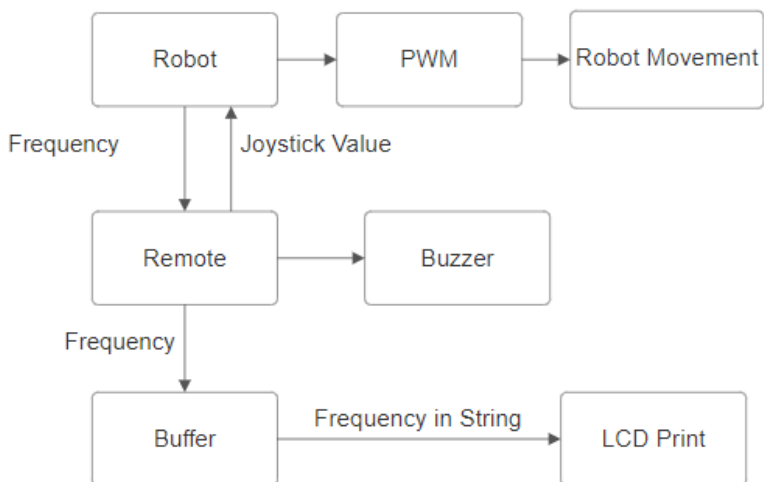 Robot
PWM
Robot Movement
Frequency
Joystick Value
Remote
Buzzer
Frequency
Buffer
Frequency in String
LCD Print